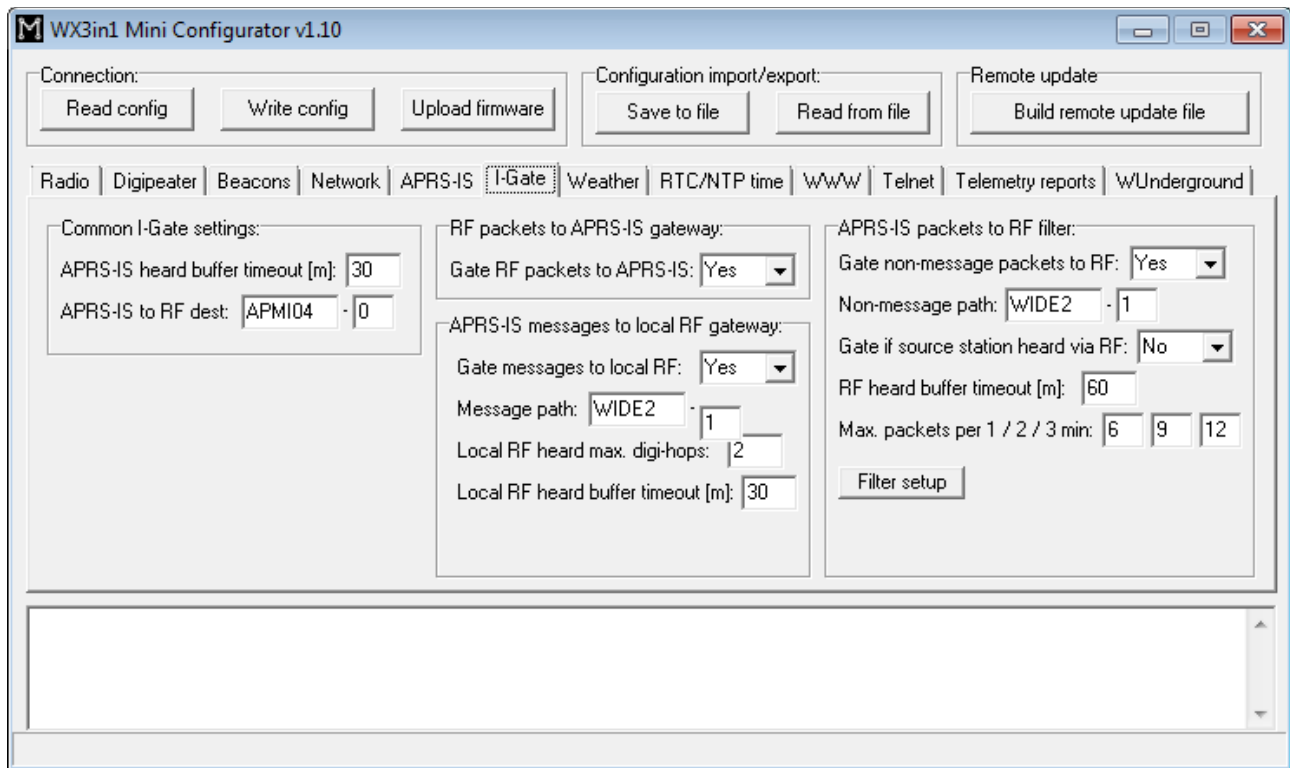 WX3in1 Mini Configurator v1.10
Connection:
Read config Write config Upload firmware
Configuration import/export:
Save to file Read from file
Remote update
Build remote update file
Radio Digipeater Beacons Network APRS-IS I-Gate Weather RTC/NTP time WWW Telnet Telemetry reports WUnderground
Common I-Gate settings:
APRS-IS heard buffer timeout [m]: 30
APRS-IS to RF dest: APMI04 - 0
RF packets to APRS-IS gateway:
Gate RF packets to APRS-IS: Yes
APRS-IS messages to local RF gateway:
Gate messages to local RF: Yes
Message path: WIDE2 - 1
Local RF heard max. digi-hops: 2
Local RF heard buffer timeout [m]: 30
APRS-IS packets to RF filter:
Gate non-message packets to RF: Yes
Non-message path: WIDE2 - 1
Gate if source station heard via RF: No
RF heard buffer timeout [m]: 60
Max. packets per 1 / 2 / 3 min: 6 9 12
Filter setup